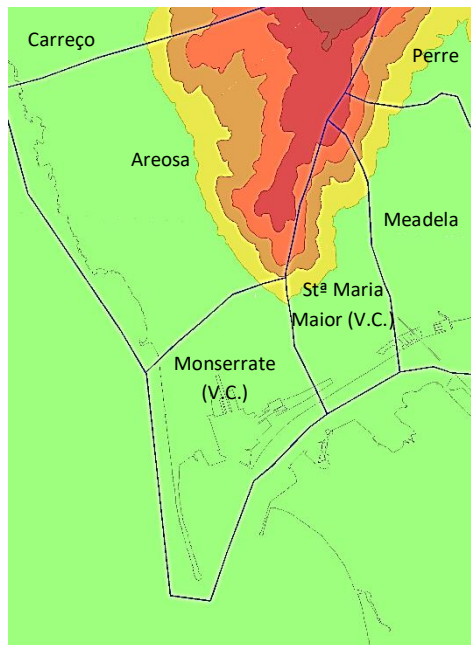 Carreço
Perre
Areosa
Meadela
Stª Maria
Maior (V.C.)
Monserrate
(V.C.)